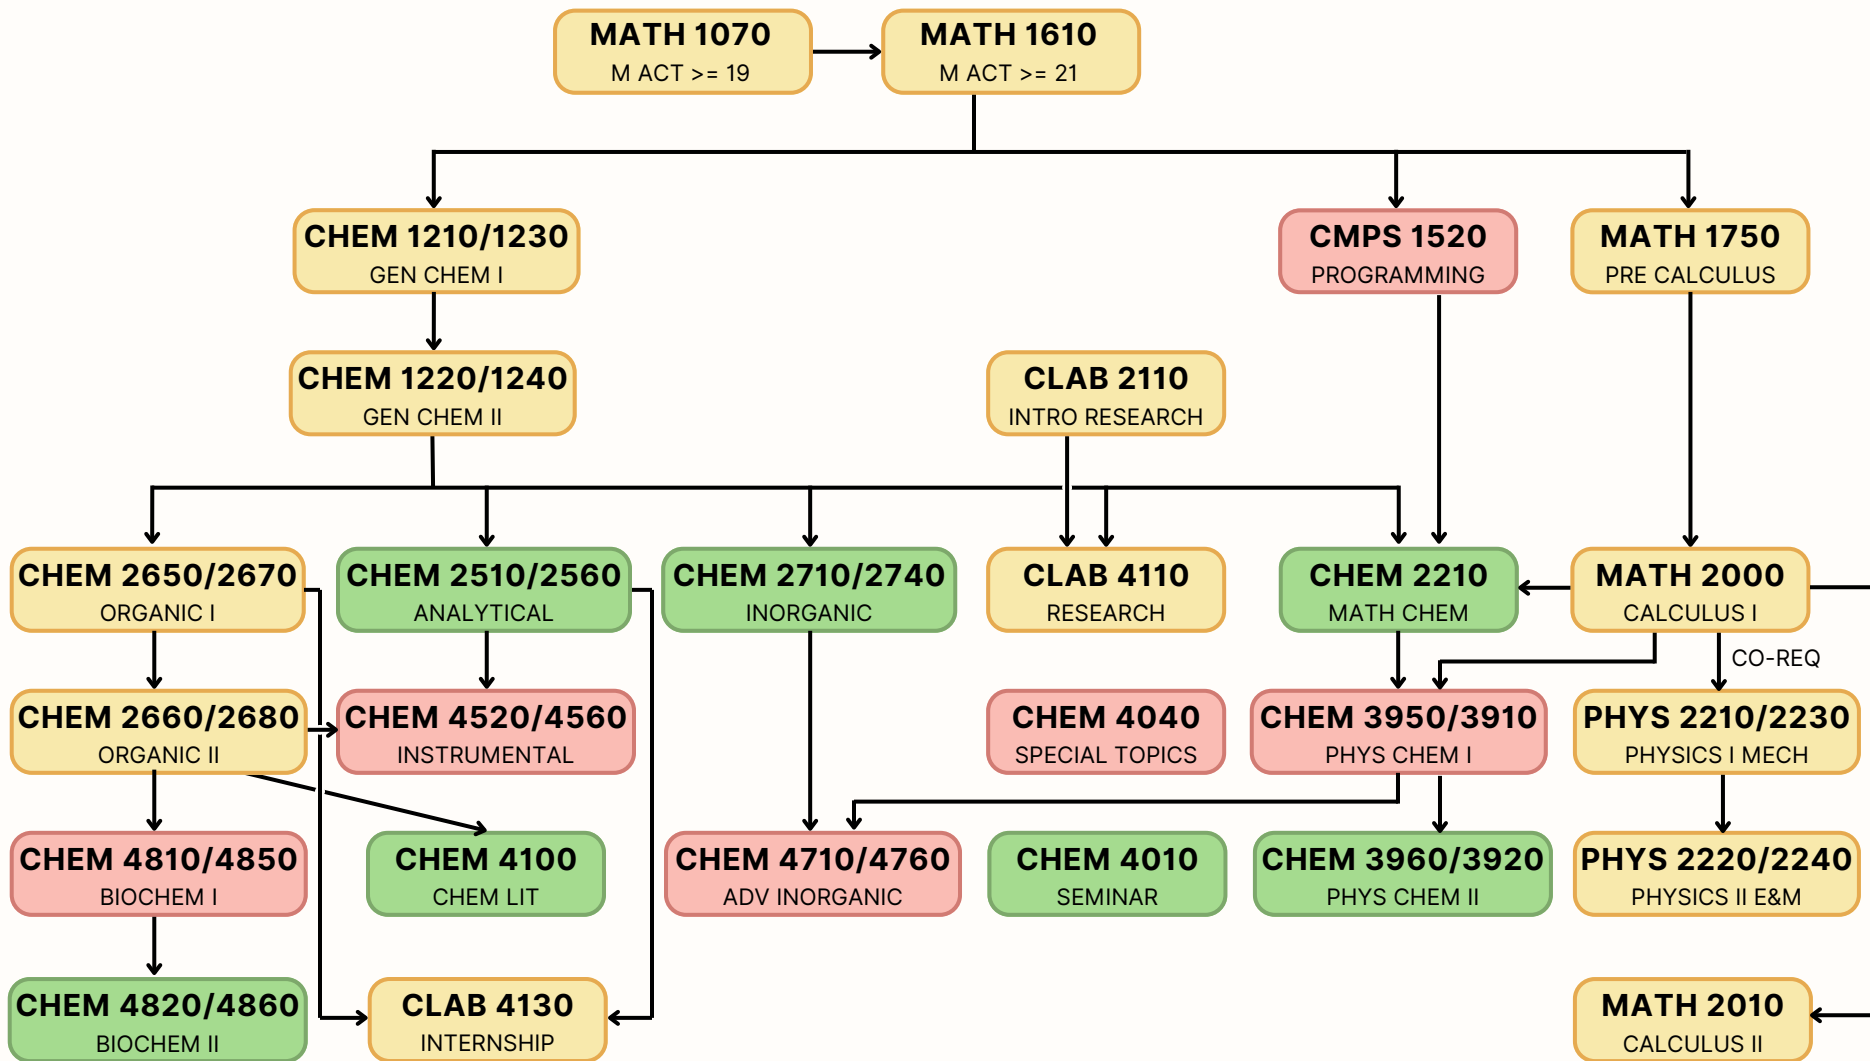 MATH 1070
M ACT >= 19
MATH 1610
M ACT >= 21
CHEM 1210/1230
GEN CHEM I
CMPS 1520
PROGRAMMING
MATH 1750
PRE CALCULUS
CHEM 1220/1240
GEN CHEM II
CLAB 2110
INTRO RESEARCH
CHEM 2650/2670
ORGANIC I
CHEM 2510/2560
ANALYTICAL
CHEM 2710/2740
INORGANIC
CLAB 4110
RESEARCH
CHEM 2210
MATH CHEM
MATH 2000
CALCULUS I
CO-REQ
CHEM 2660/2680
ORGANIC II
CHEM 4520/4560
INSTRUMENTAL
CHEM 4040
SPECIAL TOPICS
CHEM 3950/3910
PHYS CHEM I
PHYS 2210/2230
PHYSICS I MECH
CHEM 4810/4850
BIOCHEM I
CHEM 4100
CHEM LIT
CHEM 4710/4760
ADV INORGANIC
CHEM 4010
SEMINAR
CHEM 3960/3920
PHYS CHEM II
PHYS 2220/2240
PHYSICS II E&M
CHEM 4820/4860
BIOCHEM II
CLAB 4130
INTERNSHIP
MATH 2010
CALCULUS II